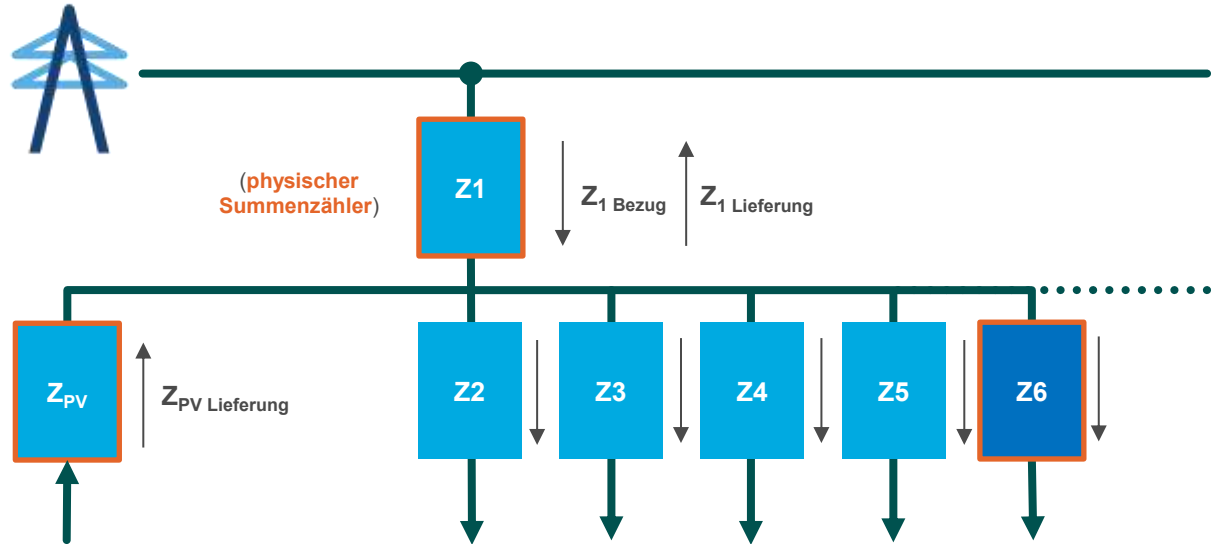 (physischer
Summenzähler)
Z1
Z1 Bezug
Z1 Lieferung
ZPV
ZPV Lieferung
Z2
Z3
Z4
Z5
Z6